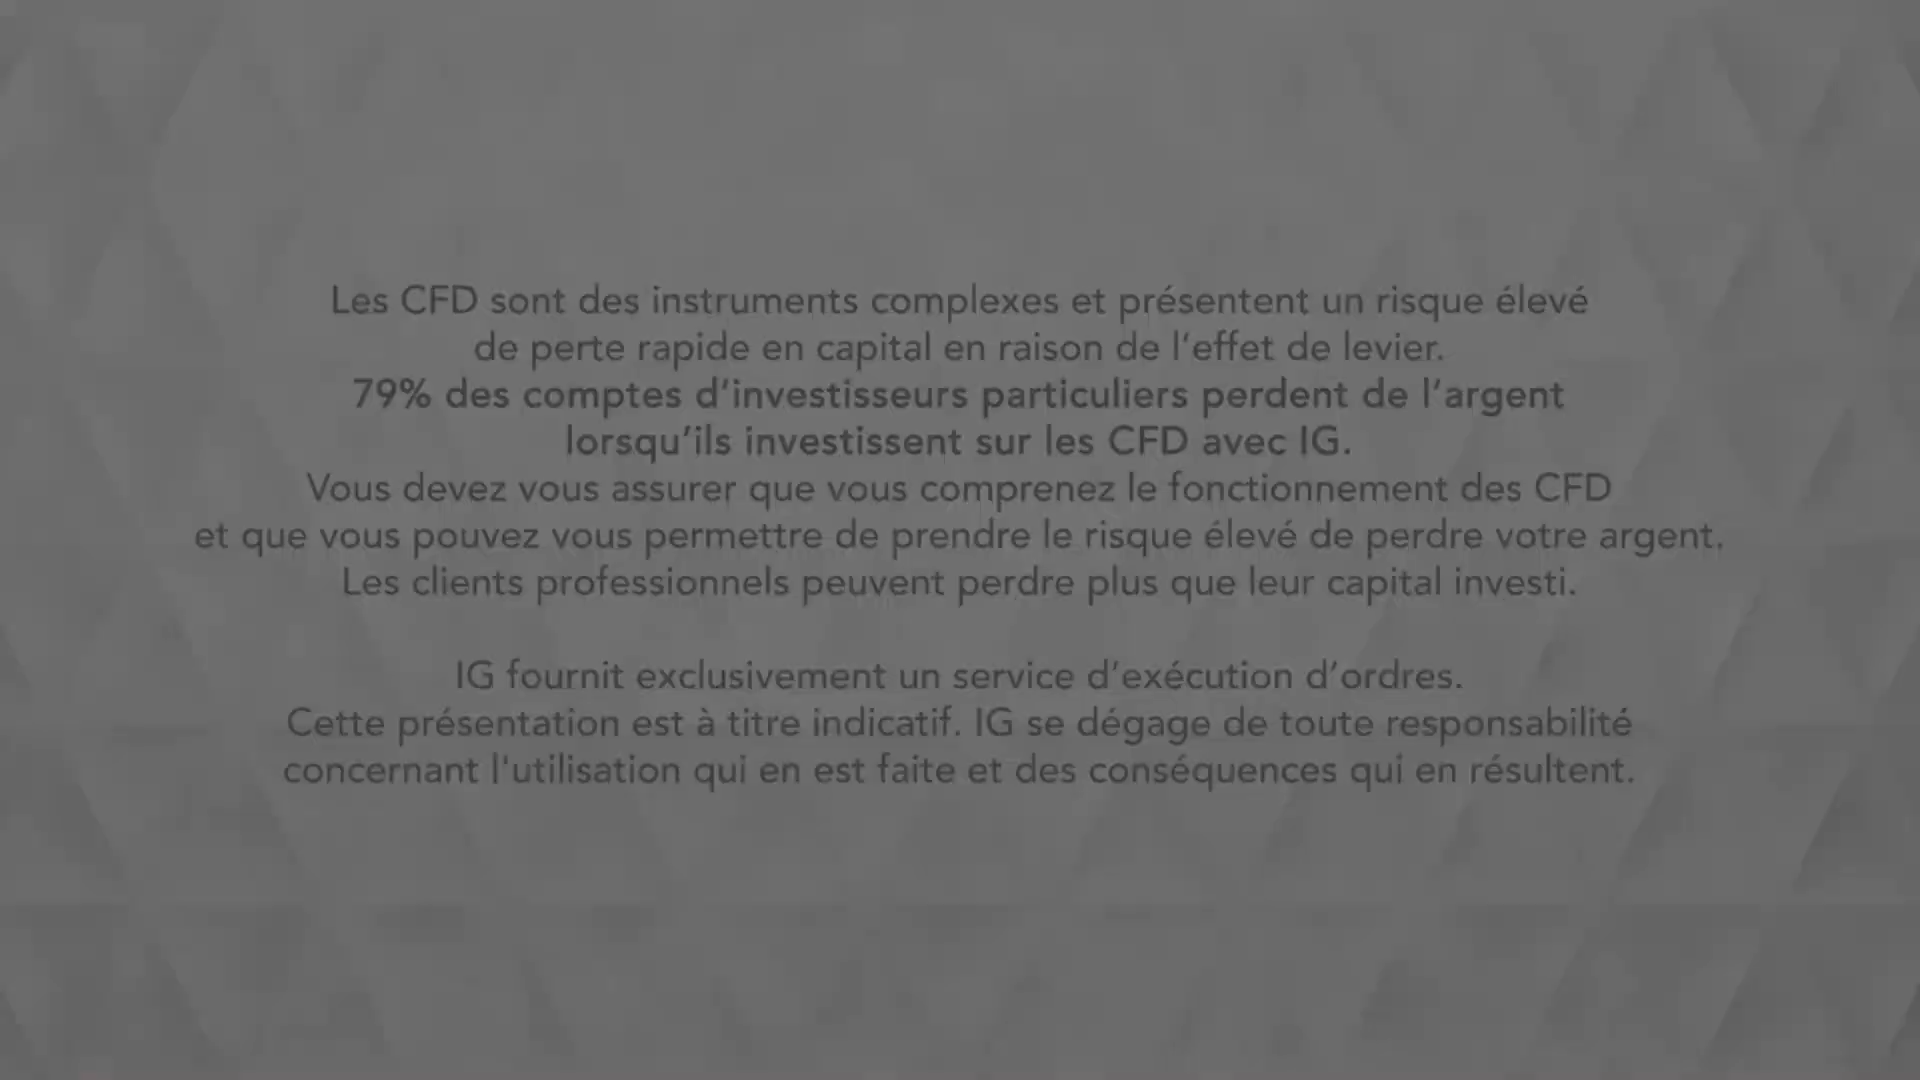 Les CFD sont des instruments complexes et présentent un risque élevé
de perte rapide en capital en raison de l'effet de levier.
79% des comptes d'investisseurs particuliers perdent de l'argent
lorsqu'ils investissent sur les CFD avec IG.
Vous devez vous assurer que vous comprenez le fonctionnement des CFD
et que vous pouvez vous permettre de prendre le risque élevé de perdre votre argent.
Les clients professionnels peuvent perdre plus que leur capital investi.
IG fournit exclusivement un service d'exécution d'ordres.
Cette présentation est à titre indicatif. IG se dégage de toute responsabilité
concernant l'utilisation qui en est faite et des conséquences qui en résultent.